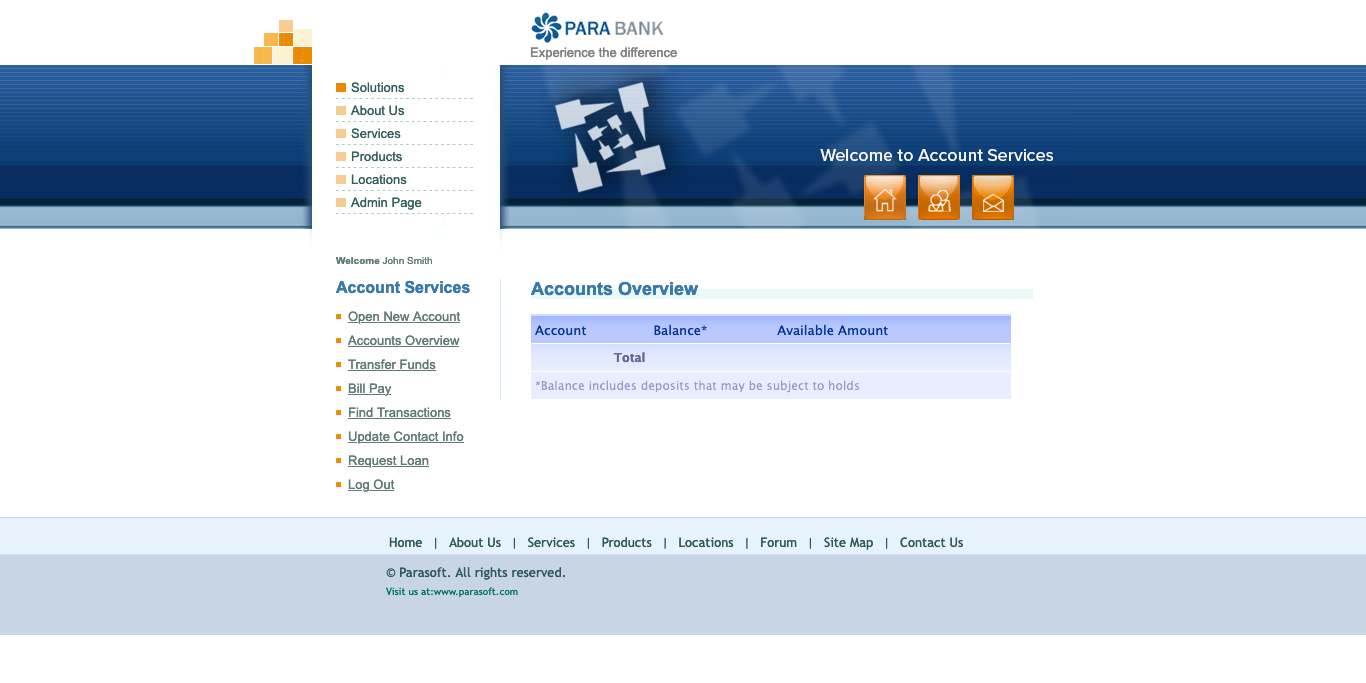 PARA BANK
Experience the difference
Solutions
About Us
Services
Products
Locations
Admin Page
Welcome to Account Services
Welcome John Smith
Account Services
Open New Account
Accounts Overview
Transfer Funds
Bill Pay
Find Transactions
Update Contact Info
Request Loan
Log Out
Accounts Overview
Account Balance* Available Amount
Total
*Balance includes deposits that may be subject to holds
Home | About Us | Services | Products | Locations | Forum | Site Map | Contact Us
© Parasoft. All rights reserved.
Visit us at:www.parasoft.com